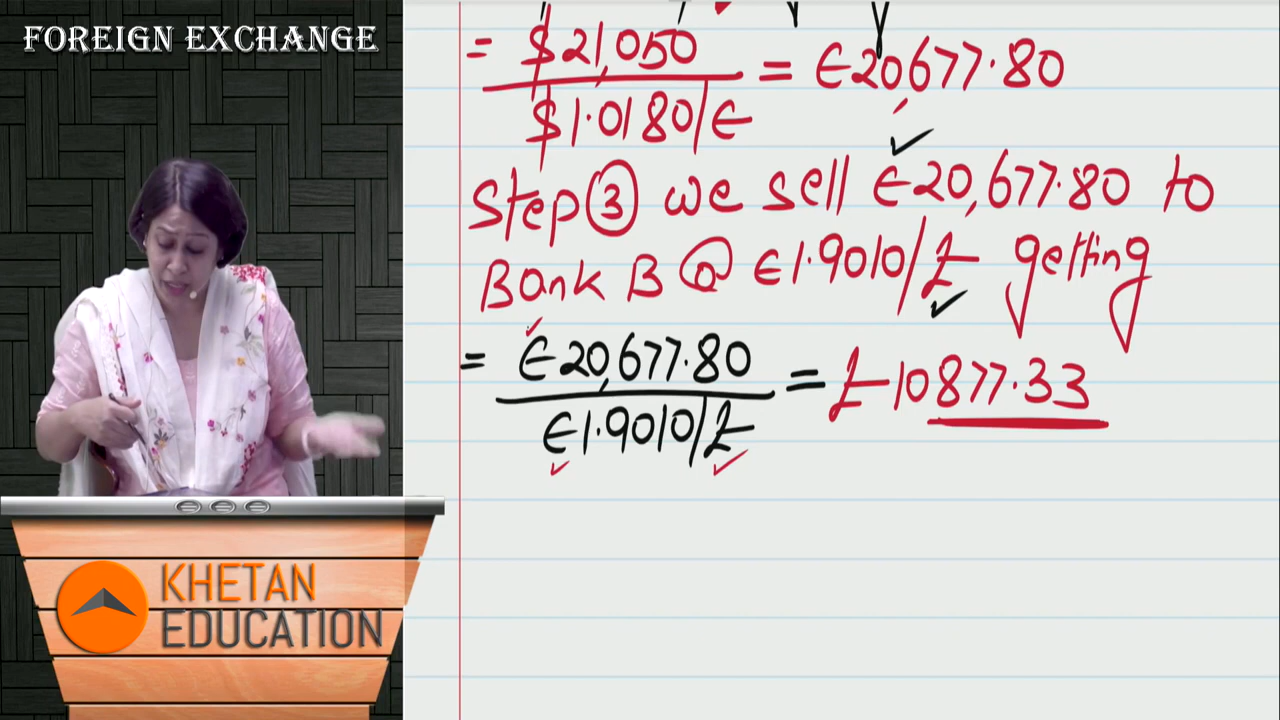 FOREIGN EXCHANGE
= $21,050
$1.0180/€ = €20677.80
Step ③ we sell €20,677.80 to
Bank B @ €1.9010/£ getting
= €20,677.80
€1.9010/£ = £10877.33
KHETAN
EDUCATION